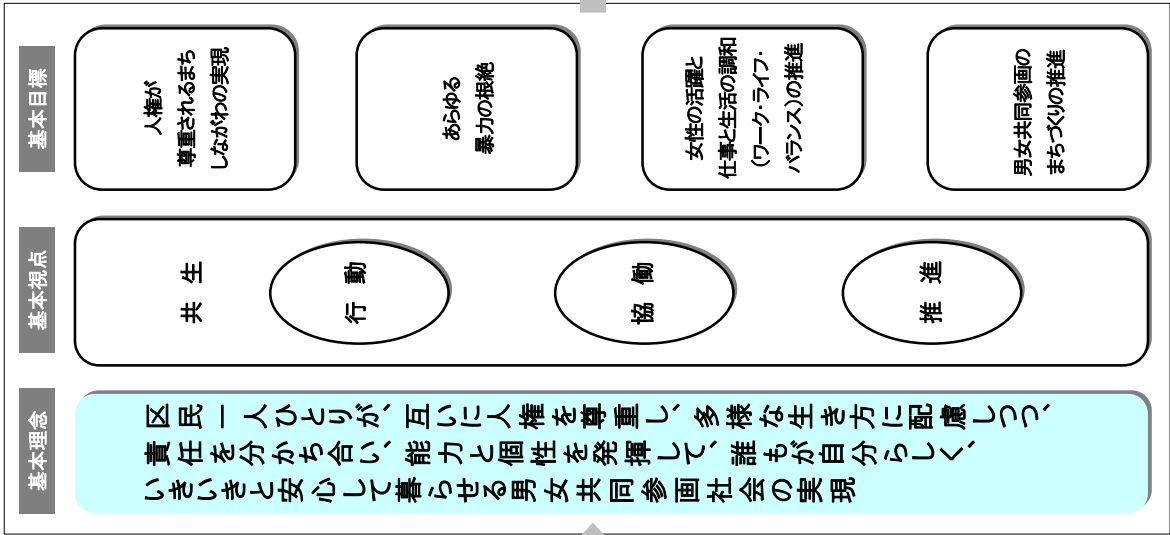 基本目標
人権が
尊重されるまち
しながわの実現
あらゆる
暴力の根絶
女性の活躍と
仕事と生活の調和
(ワーク・ライフ・
バランス)の推進
男女共同参画の
まちづくりの推進
基本視点
共生
行動
協働
推進
基本理念
区民一人ひとりが、互いに人権を尊重し、多様な生き方に配慮しつつ、
責任を分かち合い、能力と個性を発揮して、誰もが自分らしく、
いきいきと安心して暮らせる男女共同参画社会の実現